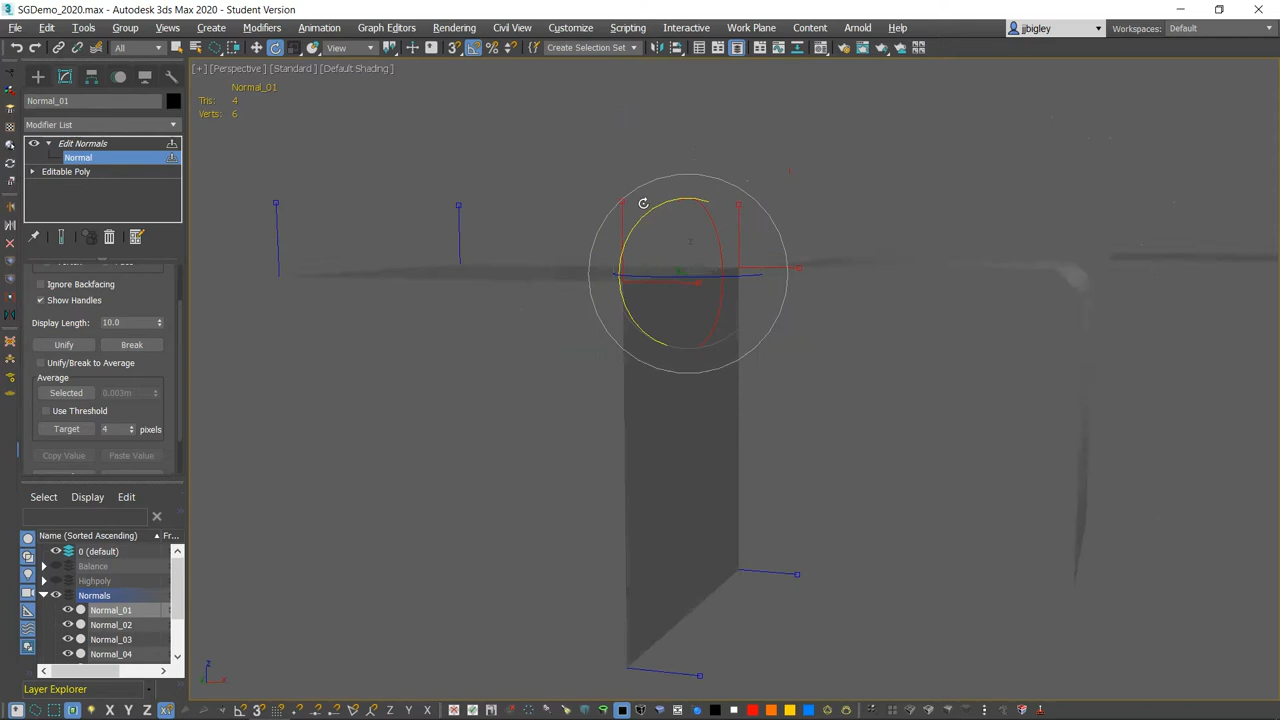 SGDemo_2020.max - Autodesk 3ds Max 2020 - Student Version
File Edit Tools Group Views Create Modifiers Animation Graph Editors Rendering Civil View Customize Scripting Interactive Work Plane Content Arnold Help jjbigley Workspaces: Default
All View Create Selection Set
[+] [Perspective] [Standard] [Default Shading]
Normal_01
Tris: 4
Verts: 6
Normal_01
Modifier List
Edit Normals
Normal
Editable Poly
Ignore Backfacing
Show Handles
Display Length: 10.0
Unify Break
Unify/Break to Average
Average
Selected 0.003m
Use Threshold
Target 4 pixels
Copy Value Paste Value
Select Display Edit
Name (Sorted Ascending) Fr...
0 (default)
Balance
Highpoly
Normals
Normal_01
Normal_02
Normal_03
Normal_04
Layer Explorer
X Y Z XY